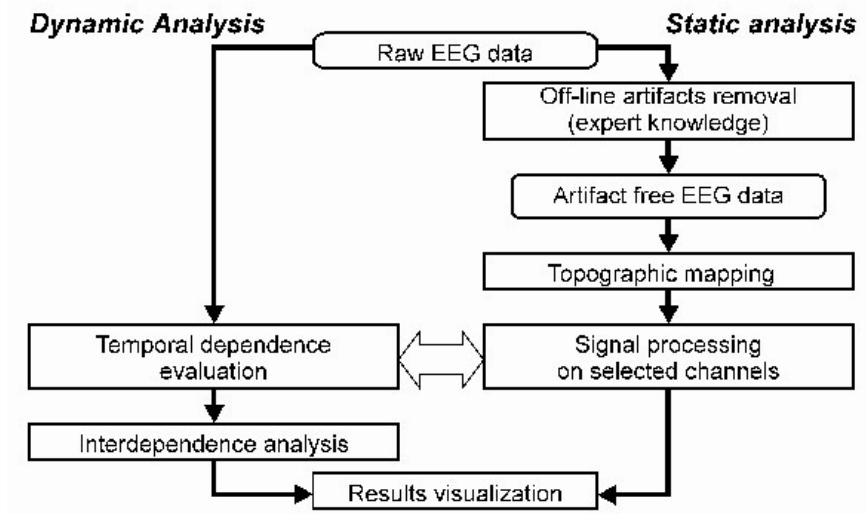 Dynamic Analysis
Static analysis
Raw EEG data
Off-line artifacts removal
(expert knowledge)
Artifact free EEG data
Topographic mapping
Temporal dependence
evaluation
Signal processing
on selected channels
Interdependence analysis
Results visualization